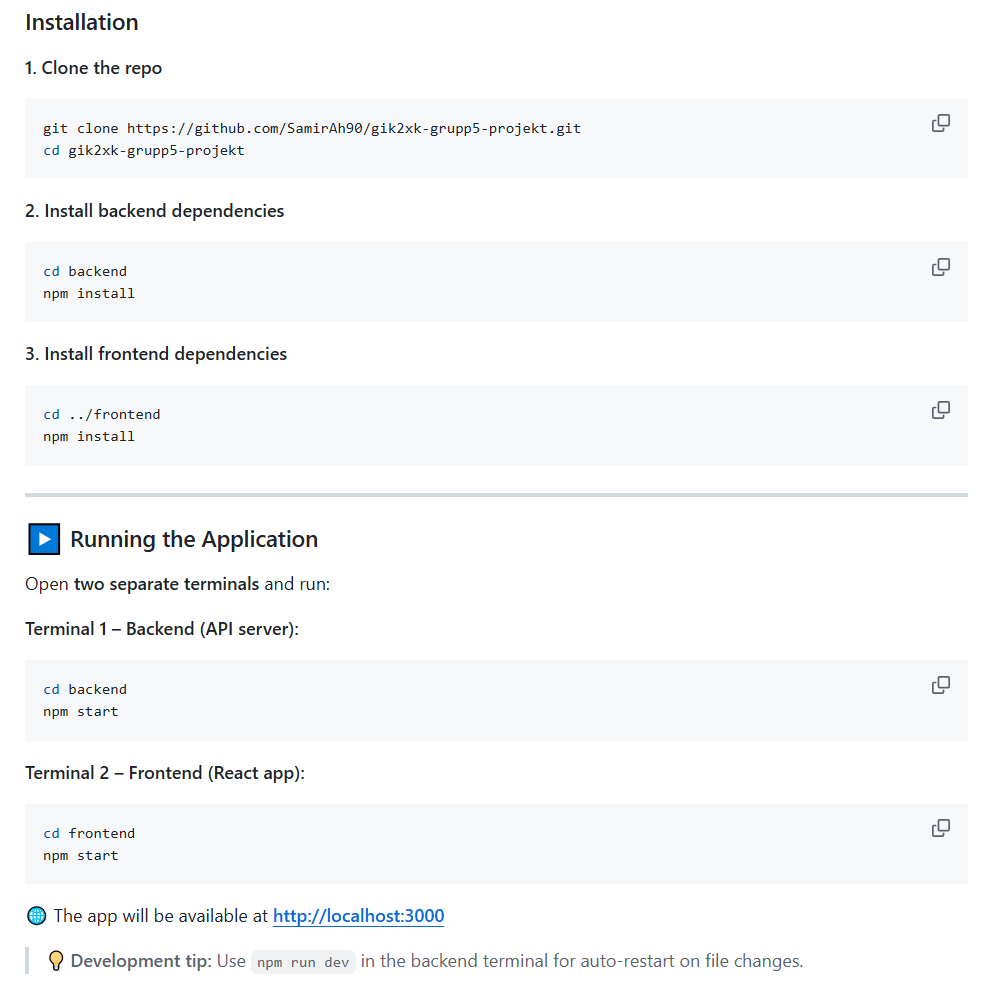 Installation
1. Clone the repo
git clone https://github.com/SamirAh90/gik2xk-grupp5-projekt.git
cd gik2xk-grupp5-projekt
2. Install backend dependencies
cd backend
npm install
3. Install frontend dependencies
cd ../frontend
npm install
Running the Application
Open two separate terminals and run:
Terminal 1 – Backend (API server):
cd backend
npm start
Terminal 2 – Frontend (React app):
cd frontend
npm start
The app will be available at http://localhost:3000
Development tip: Use npm run dev in the backend terminal for auto-restart on file changes.